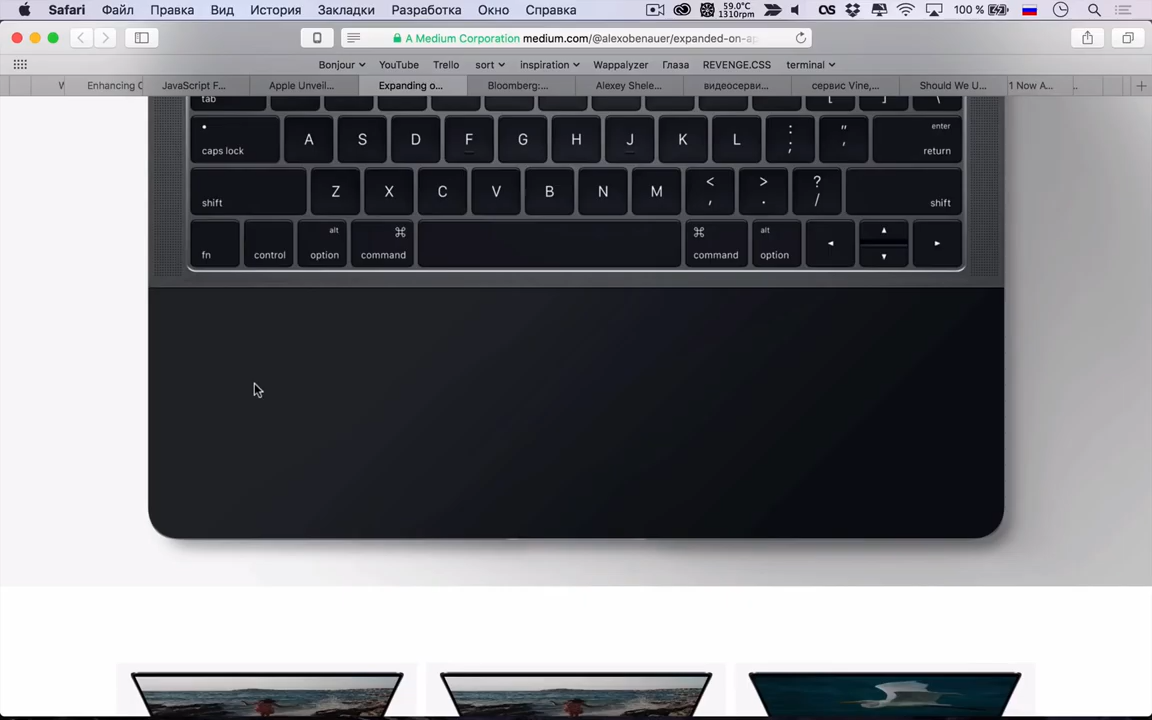 Safari Файл Правка Вид История Закладки Разработка Окно Справка 59.0°C 1310rpm 100 %
A Medium Corporation medium.com/@alexobenauer/expanded-on-ap
Bonjour YouTube Trello sort inspiration Wappalyzer Глаза REVENGE.CSS terminal
W Enhancing C JavaScript F... Apple Unveil... Expanding o... Bloomberg:... Alexey Shele... видеосерви... сервис Vine,... Should We U... 1 Now A...
tab [ ] \
caps lock A S D F G H J K L : ; " ' enter return
shift Z X C V B N M < , > . ? / shift
fn control alt option ⌘ command ⌘ command alt option